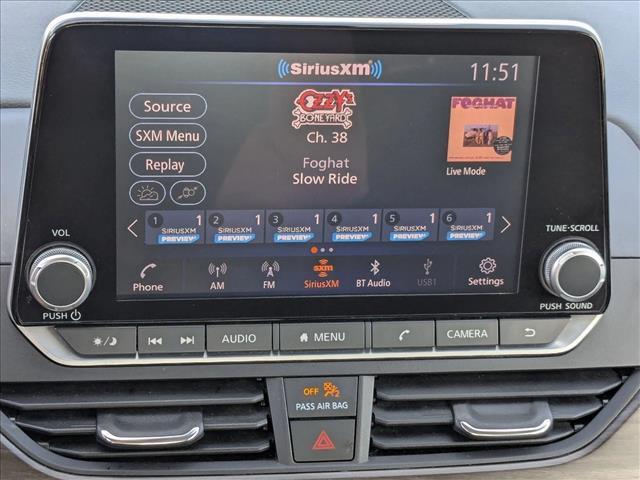 SiriusXM
11:51
Source
SXM Menu
Replay
Ozzy's
BONEYARD
Ch. 38
Foghat
Slow Ride
FOGHAT
Live Mode
1 1 2 1 3 1 4 1 5 1 6 1
SIRIUSXM SIRIUSXM SIRIUSXM SIRIUSXM SIRIUSXM SIRIUSXM
PREVIEW PREVIEW PREVIEW PREVIEW PREVIEW PREVIEW
sxm
Phone AM FM SiriusXM BT Audio USB1 Settings
VOL
PUSH
TUNE·SCROLL
PUSH SOUND
AUDIO MENU CAMERA
OFF 2
PASS AIR BAG